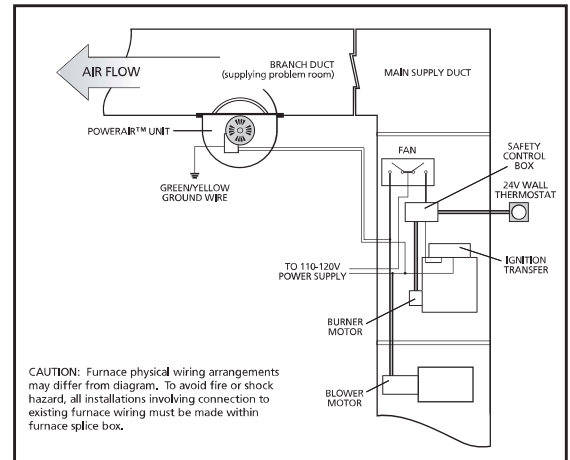 AIR FLOW
BRANCH DUCT
(supplying problem room)
MAIN SUPPLY DUCT
POWERAIR™ UNIT
GREEN/YELLOW
GROUND WIRE
FAN
SAFETY
CONTROL
BOX
24V WALL
THERMOSTAT
TO 110-120V
POWER SUPPLY
IGNITION
TRANSFER
BURNER
MOTOR
BLOWER
MOTOR
CAUTION: Furnace physical wiring arrangements
may differ from diagram. To avoid fire or shock
hazard, all installations involving connection to
existing furnace wiring must be made within
furnace splice box.